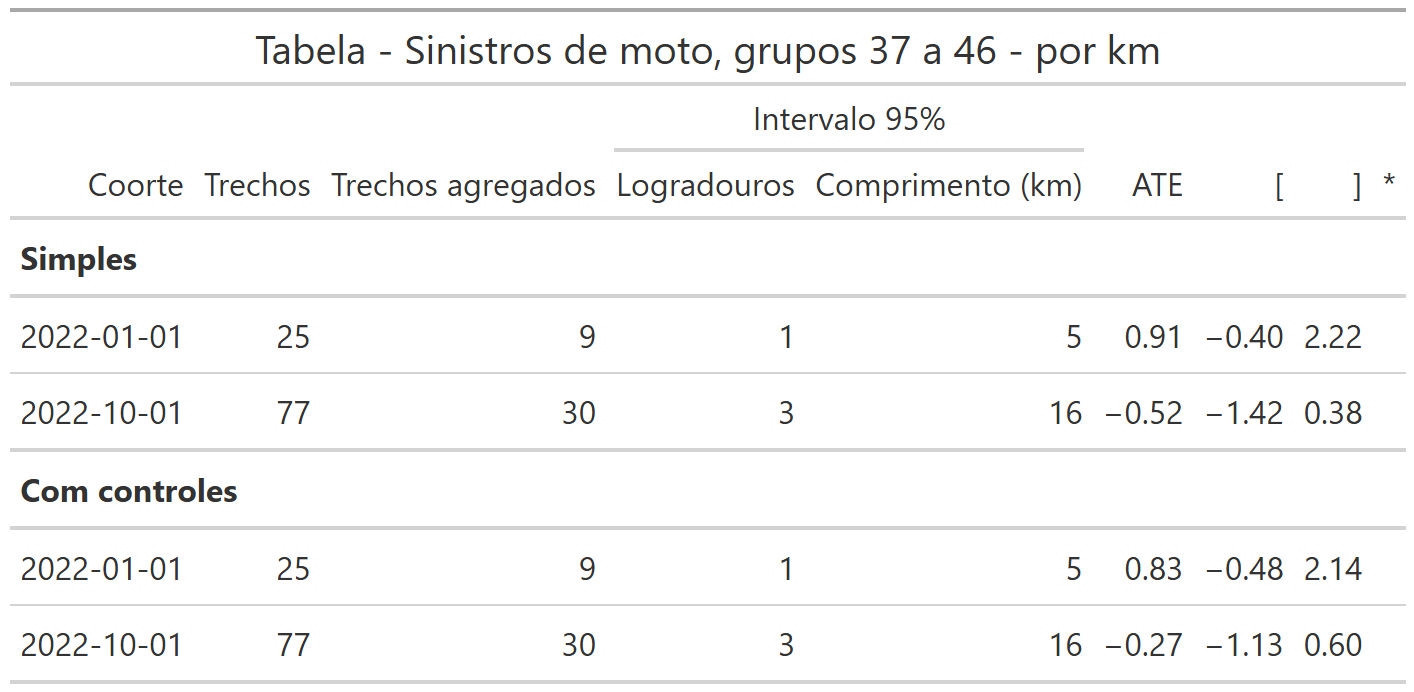 Tabela - Sinistros de moto, grupos 37 a 46 - por km
Intervalo 95%
Coorte Trechos Trechos agregados Logradouros Comprimento (km) ATE [ ] *
Simples
2022-01-01 25 9 1 5 0.91 −0.40 2.22
2022-10-01 77 30 3 16 −0.52 −1.42 0.38
Com controles
2022-01-01 25 9 1 5 0.83 −0.48 2.14
2022-10-01 77 30 3 16 −0.27 −1.13 0.60